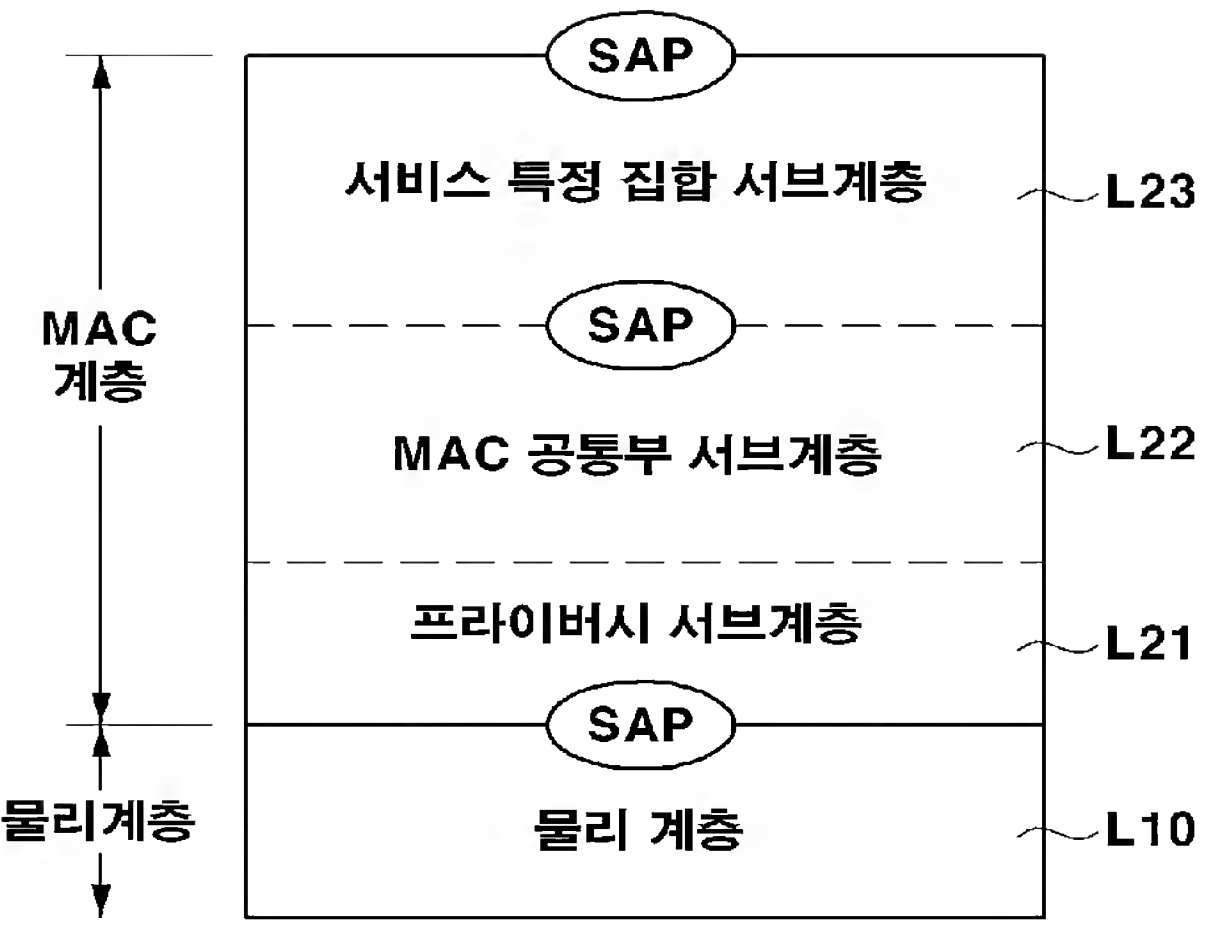 SAP
서비스 특정 집합 서브계층
L23
SAP
MAC
계층
MAC 공통부 서브계층
L22
프라이버시 서브계층
L21
SAP
물리계층
물리 계층
L10